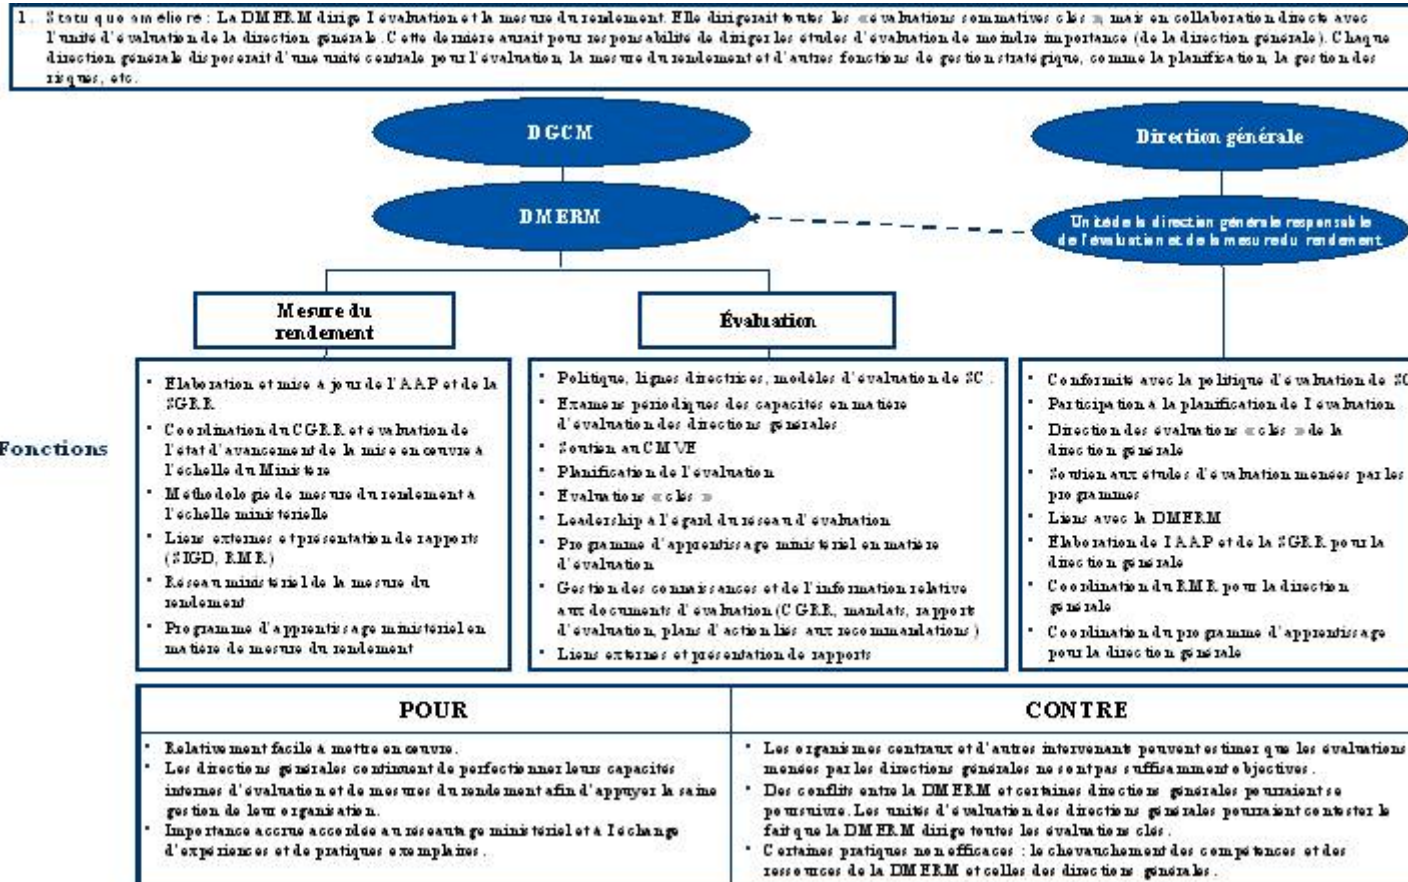 1. Statu quo amélioré : La DMERM dirige l'évaluation et la mesure du rendement. Elle dirigerait toutes les « évaluations sommatives clés », mais en collaboration directe avec
l'unité d'évaluation de la direction générale. Cette dernière aurait pour responsabilité de diriger les études d'évaluation de moindre importance (de la direction générale). Chaque
direction générale disposerait d'une unité centrale pour l'évaluation, la mesure du rendement et d'autres fonctions de gestion stratégique, comme la planification, la gestion des
risques, etc.
DGCM
Direction générale
DMERM
Unité de la direction générale responsable
de l'évaluation et de la mesure du rendement
Mesure du
rendement
Évaluation
Fonctions
• Élaboration et mise à jour de l'AAP et de la
SGRR
• Coordination du CGRR et évaluation de
l'état d'avancement de la mise en œuvre à
l'échelle du Ministère
• Méthodologie de mesure du rendement à
l'échelle ministérielle
• Liens externes et présentation de rapports
(SIGD, RMR)
• Réseau ministériel de la mesure du
rendement
• Programme d'apprentissage ministériel en
matière de mesure du rendement
• Politique, lignes directrices, modèles d'évaluation de SC .
• Examens périodiques des capacités en matière
d'évaluation des directions générales
• Soutien au CMVE
• Planification de l'évaluation
• Évaluations « clés »
• Leadership à l'égard du réseau d'évaluation
• Programme d'apprentissage ministériel en matière
d'évaluation
• Gestion des connaissances et de l'information relative
aux documents d'évaluation (CGRR, mandats, rapports
d'évaluation, plans d'action liés aux recommandations)
• Liens externes et présentation de rapports
• Conformité avec la politique d'évaluation de SC
• Participation à la planification de l évaluation
• Direction des évaluations « clés » de la
direction générale
• Soutien aux études d'évaluation menées par les
programmes
• Liens avec la DMERM
• Élaboration de l AAP et de la SGRR pour la
direction générale
• Coordination du RMR pour la direction
générale
• Coordination du programme d'apprentissage
pour la direction générale
POUR
• Relativement facile à mettre en œuvre.
• Les directions générales continuent de perfectionner leurs capacités
internes d'évaluation et de mesures du rendement afin d'appuyer la saine
gestion de leur organisation.
• Importance accrue accordée au réseautage ministériel et à l échange
d'expériences et de pratiques exemplaires.
CONTRE
• Les organismes centraux et d'autres intervenants peuvent estimer que les évaluations
menées par les directions générales ne sont pas suffisamment objectives.
• Des conflits entre la DMERM et certaines directions générales pourraient se
poursuivre. Les unités d'évaluation des directions générales pourraient contester le
fait que la DMERM dirige toutes les évaluations clés.
• Certaines pratiques non efficaces : le chevauchement des compétences et des
ressources de la DMERM et celles des directions générales.